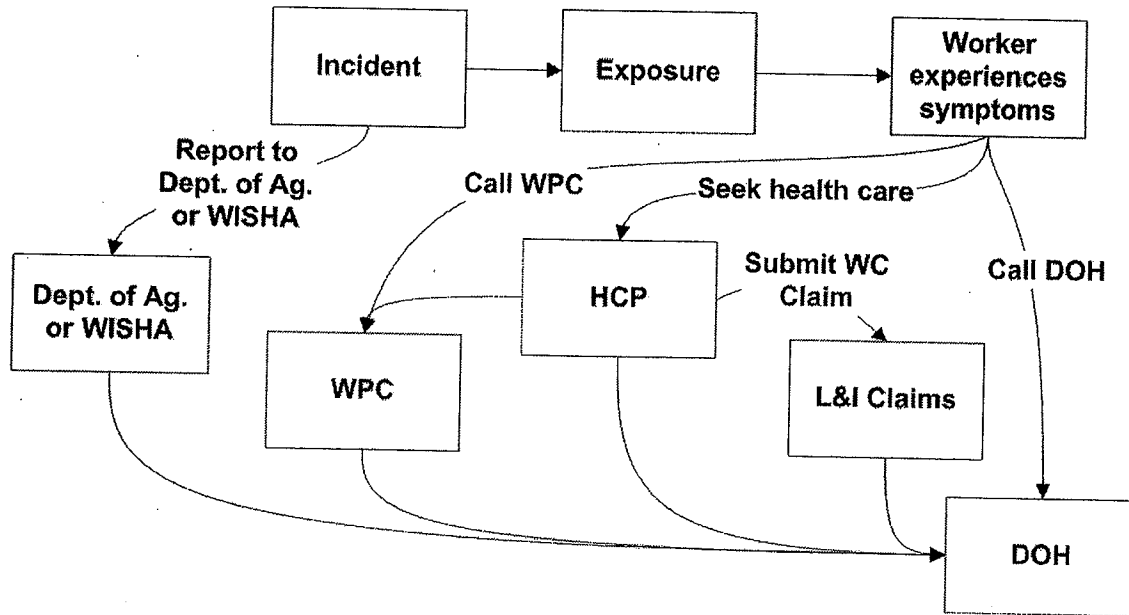 Incident
Exposure
Worker
experiences
symptoms
Report to
Dept. of Ag.
or WISHA
Call WPC
Seek health care
Dept. of Ag.
or WISHA
HCP
Submit WC
Claim
Call DOH
WPC
L&I Claims
DOH